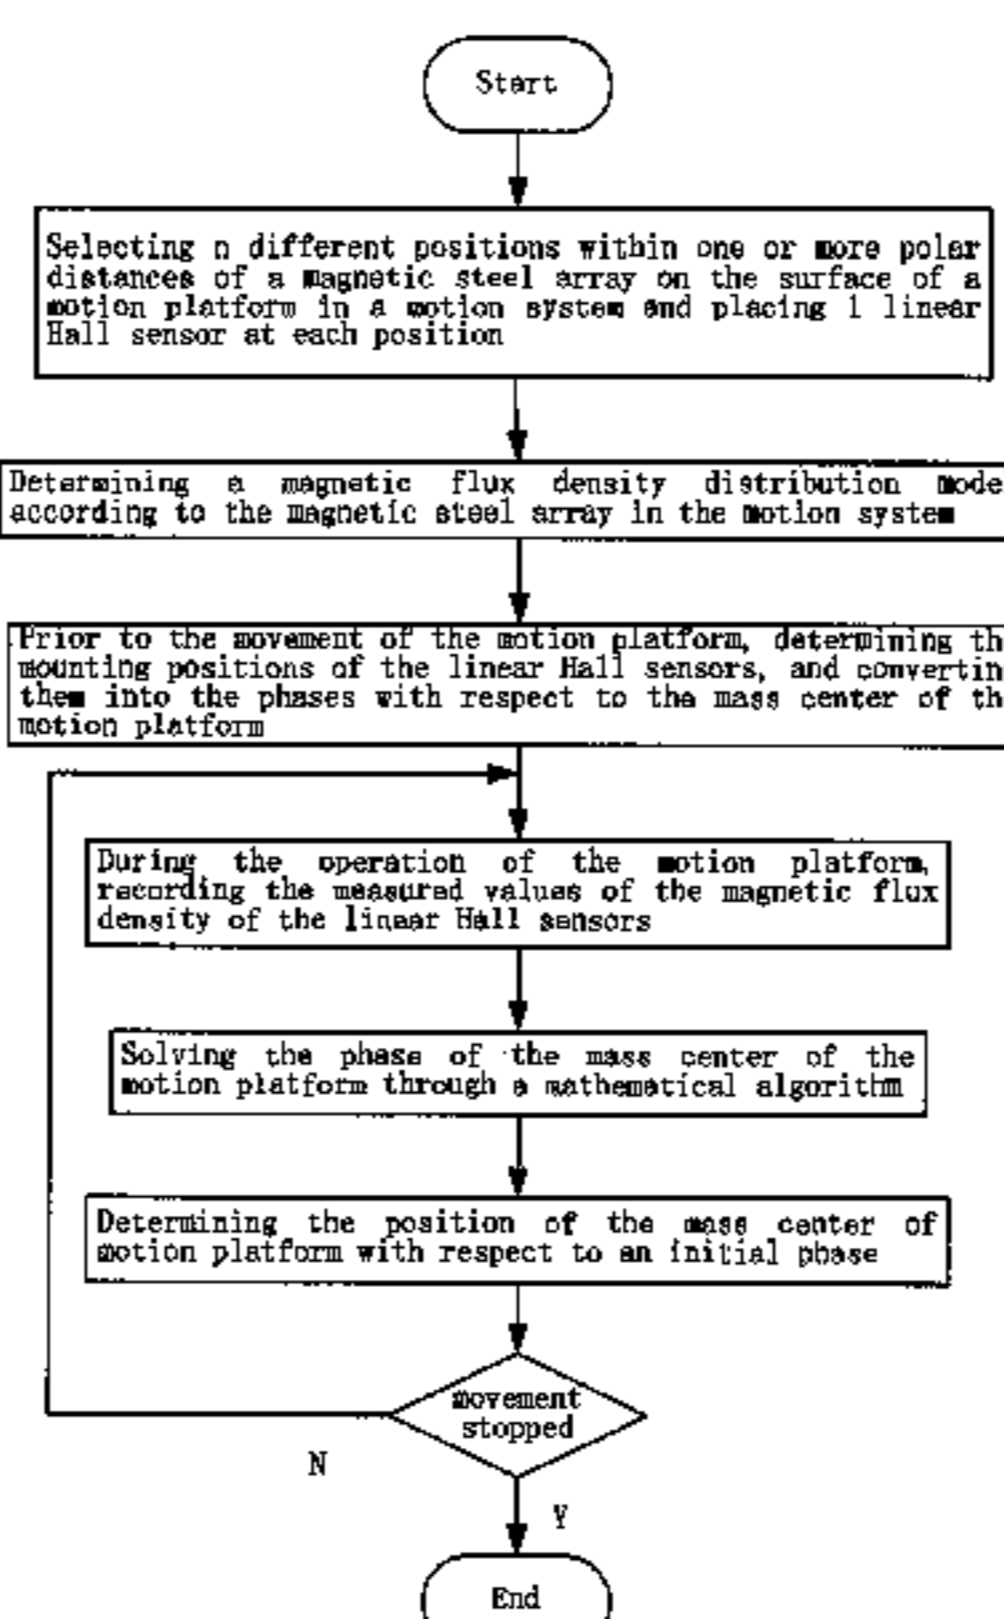 Start
Selecting n different positions within one or more polar
distances of a magnetic steel array on the surface of a
motion platform in a motion system and placing 1 linear
Hall sensor at each position
Determining a magnetic flux density distribution mode
according to the magnetic steel array in the motion system
Prior to the movement of the motion platform, determining th
mounting positions of the linear Hall sensors, and convertin
them into the phases with respect to the mass center of th
motion platform
During the operation of the motion platform,
recording the measured values of the magnetic flux
density of the linear Hall sensors
Solving the phase of the mass center of the
motion platform through a mathematical algorithm
Determining the position of the mass center of
motion platform with respect to an initial phase
movement
stopped
N
Y
End